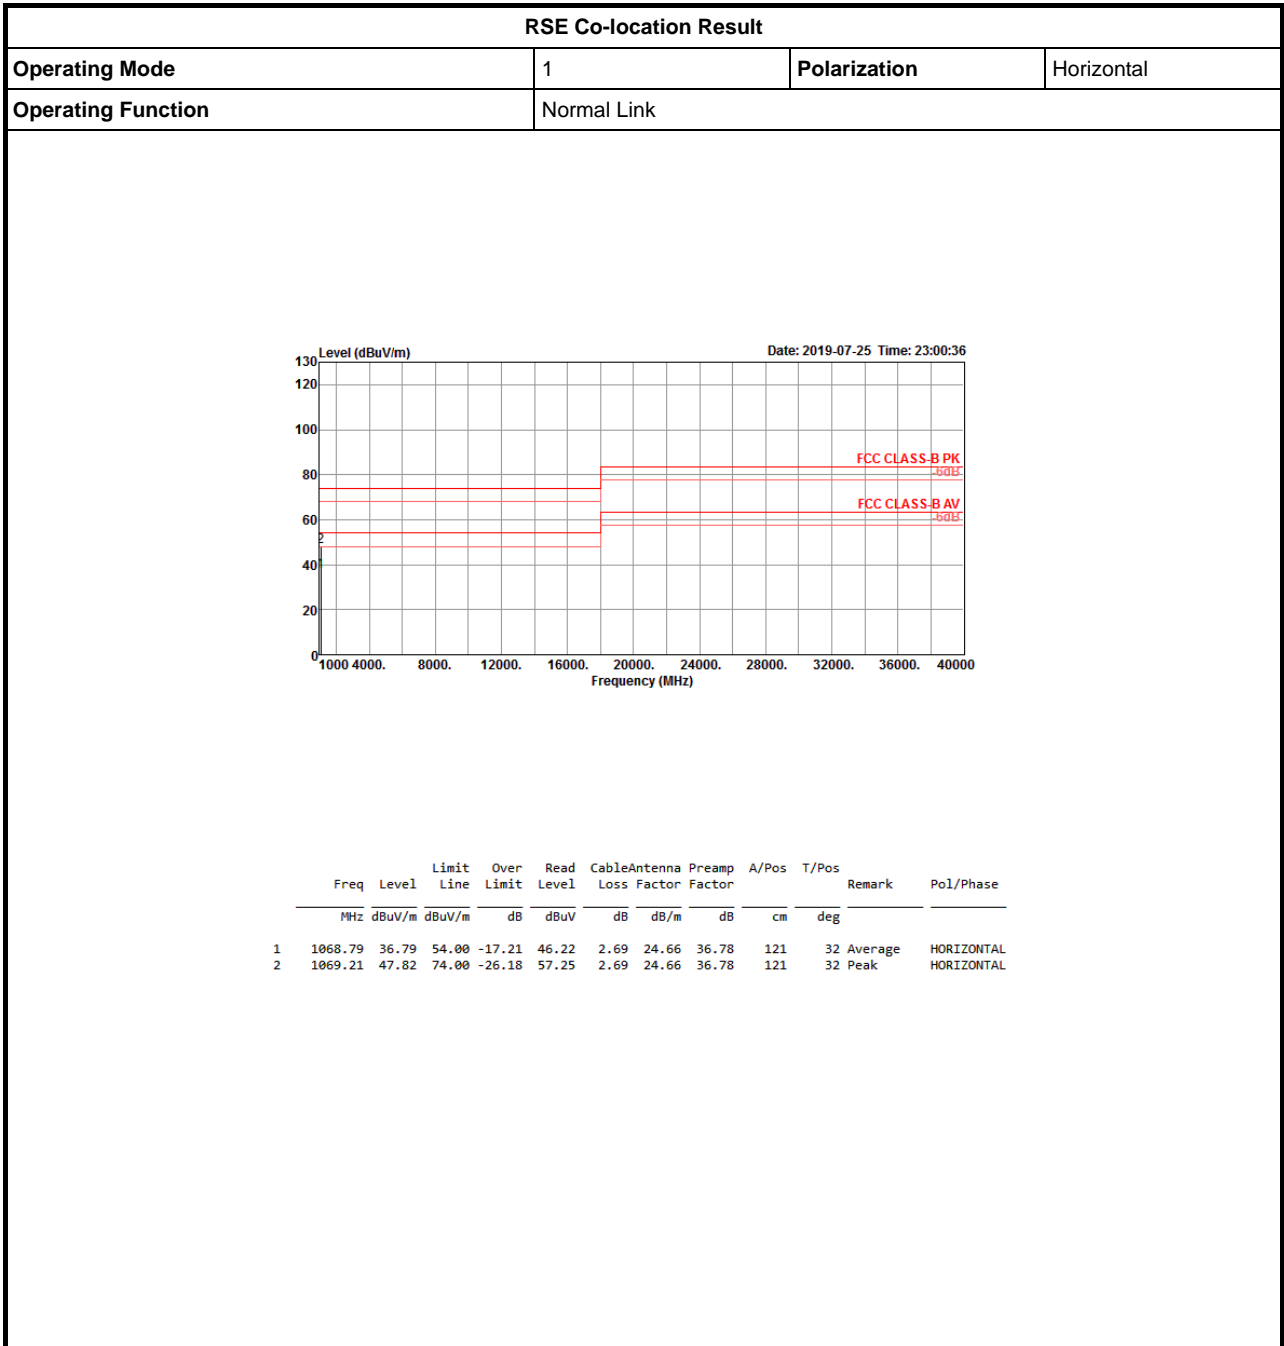 RSE Co-location Result
Operating Mode 1 Polarization Horizontal
Operating Function Normal Link
Level (dBuV/m) Date: 2019-07-25 Time: 23:00:36
130
120
100
FCC CLASS-B PK
80 -6dB
FCC CLASS-B AV
60 -6dB
2
40 1
20
0
1000 4000. 8000. 12000. 16000. 20000. 24000. 28000. 32000. 36000. 40000
Frequency (MHz)
Limit Over Read CableAntenna Preamp A/Pos T/Pos
Freq Level Line Limit Level Loss Factor Factor Remark Pol/Phase
MHz dBuV/m dBuV/m dB dBuV dB dB/m dB cm deg
1 1068.79 36.79 54.00 -17.21 46.22 2.69 24.66 36.78 121 32 Average HORIZONTAL
2 1069.21 47.82 74.00 -26.18 57.25 2.69 24.66 36.78 121 32 Peak HORIZONTAL